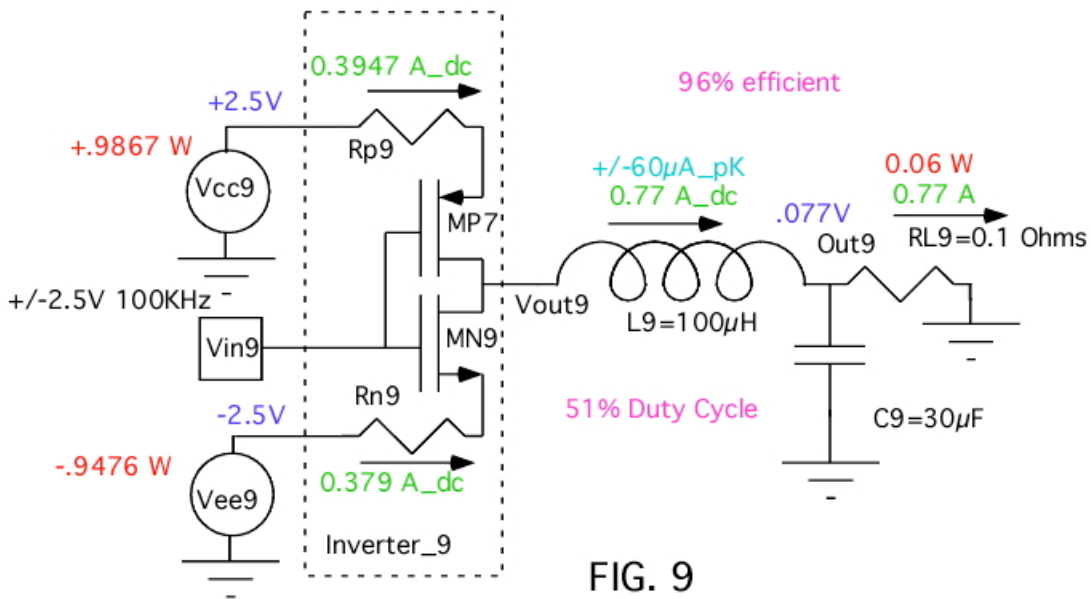 0.3947 A_dc
96% efficient
+2.5V
+.9867 W
Rp9
Vcc9
+/-60µA_pK
0.77 A_dc
0.06 W
0.77 A
.077V
MP7
Out9
RL9=0.1 Ohms
+/-2.5V 100KHz
Vout9
L9=100µH
Vin9
MN9
Rn9
-2.5V
51% Duty Cycle
C9=30µF
-.9476 W
0.379 A_dc
Vee9
Inverter_9
FIG. 9